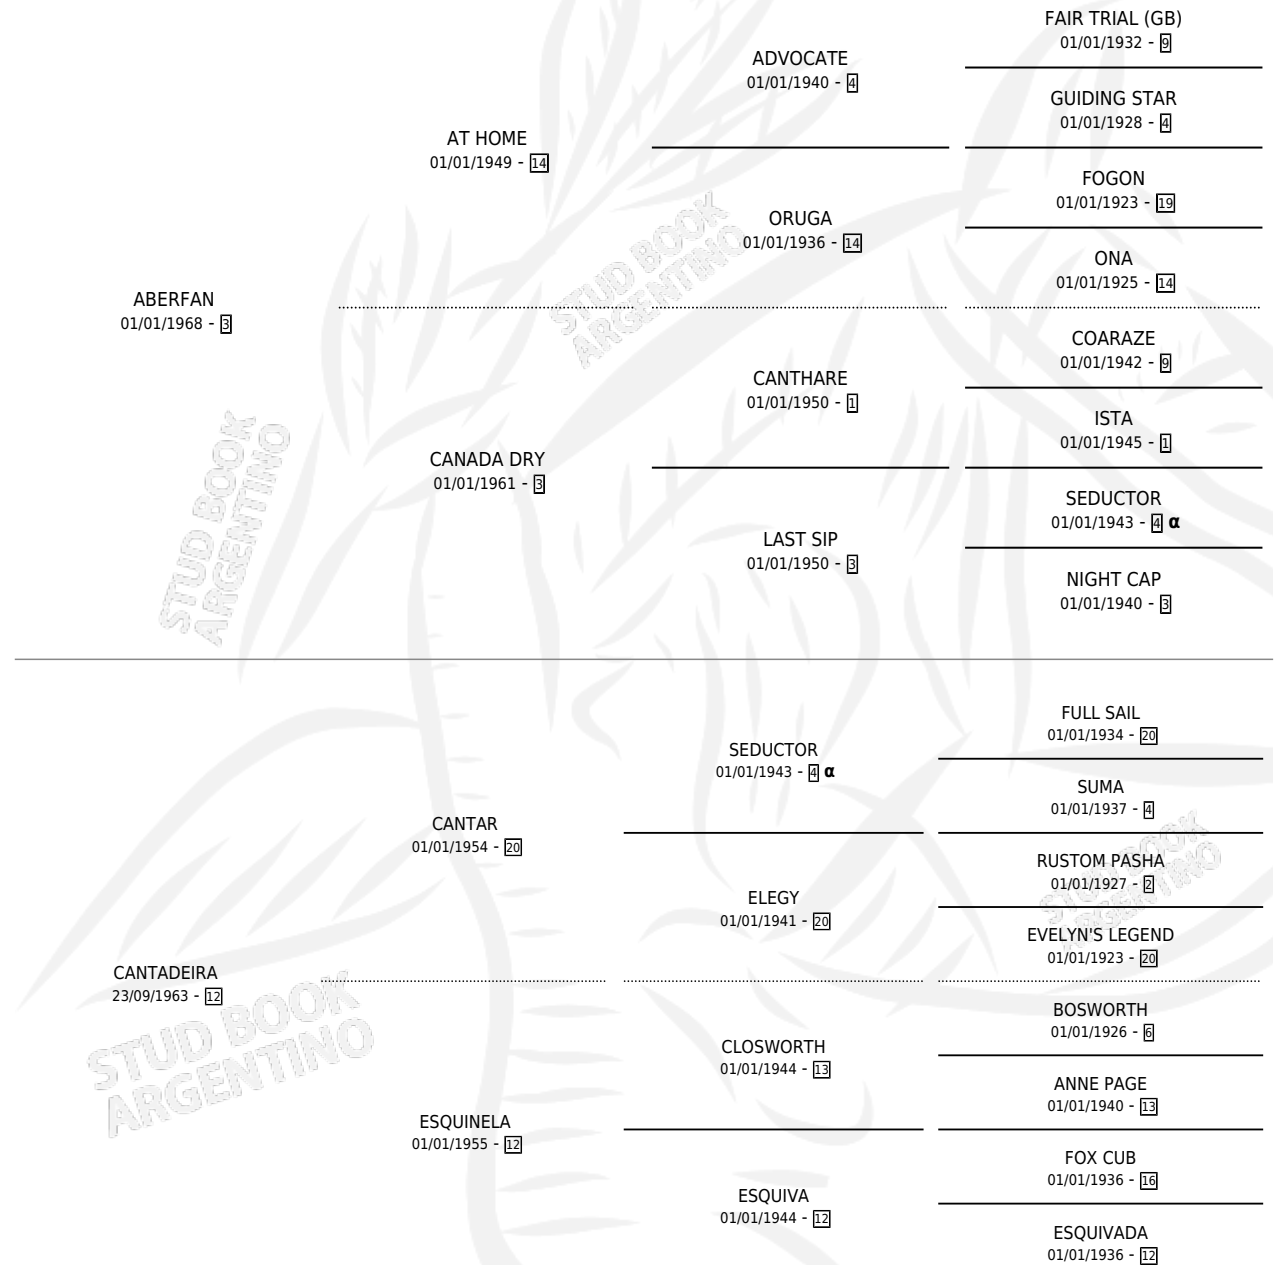 FAIR TRIAL (GB)
01/01/1932 - 9
ADVOCATE
01/01/1940 - 4
GUIDING STAR
01/01/1928 - 4
AT HOME
01/01/1949 - 14
FOGON
01/01/1923 - 19
ORUGA
01/01/1936 - 14
ONA
01/01/1925 - 14
ABERFAN
01/01/1968 - 3
COARAZE
01/01/1942 - 9
CANTHARE
01/01/1950 - 1
ISTA
01/01/1945 - 1
CANADA DRY
01/01/1961 - 3
SEDUCTOR
01/01/1943 - 4 α
LAST SIP
01/01/1950 - 3
NIGHT CAP
01/01/1940 - 3
STUD BOOK
ARGENTINO
STUD BOOK
ARGENTINO
FULL SAIL
01/01/1934 - 20
SEDUCTOR
01/01/1943 - 4 α
SUMA
01/01/1937 - 4
CANTAR
01/01/1954 - 20
RUSTOM PASHA
01/01/1927 - 2
ELEGY
01/01/1941 - 20
EVELYN'S LEGEND
01/01/1923 - 20
CANTADEIRA
23/09/1963 - 12
BOSWORTH
01/01/1926 - 6
CLOSWORTH
01/01/1944 - 13
ANNE PAGE
01/01/1940 - 13
ESQUINELA
01/01/1955 - 12
FOX CUB
01/01/1936 - 16
ESQUIVA
01/01/1944 - 12
ESQUIVADA
01/01/1936 - 12
STUD BOOK
ARGENTINO
STUD BOOK
ARGENTINO